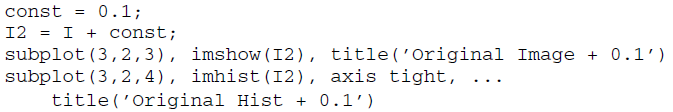 const = 0.1;
I2 = I + const;
subplot(3,2,3), imshow(I2), title(’Original Image + 0.1’)
subplot(3,2,4), imhist(I2), axis tight, ...
title(’Original Hist + 0.1’)